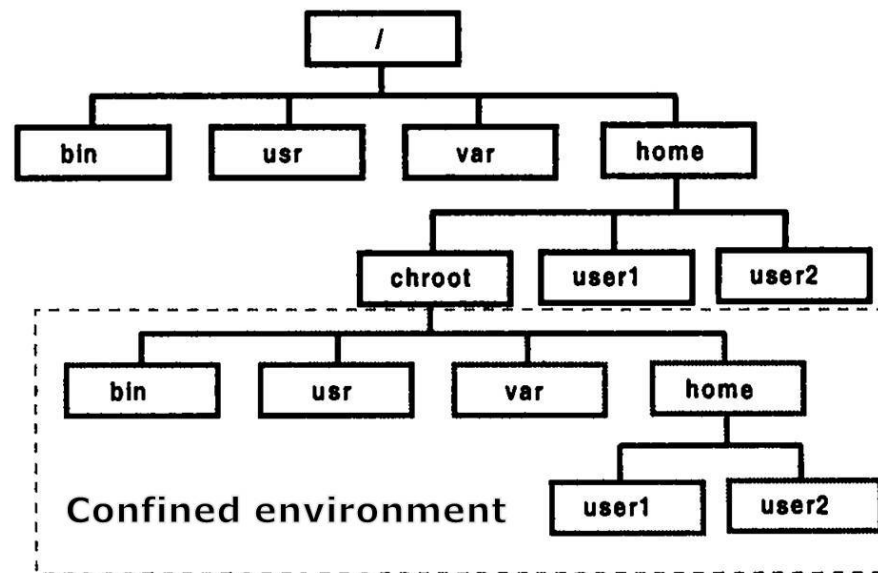 /
bin usr var home
chroot user1 user2
bin usr var home
Confined environment user1 user2